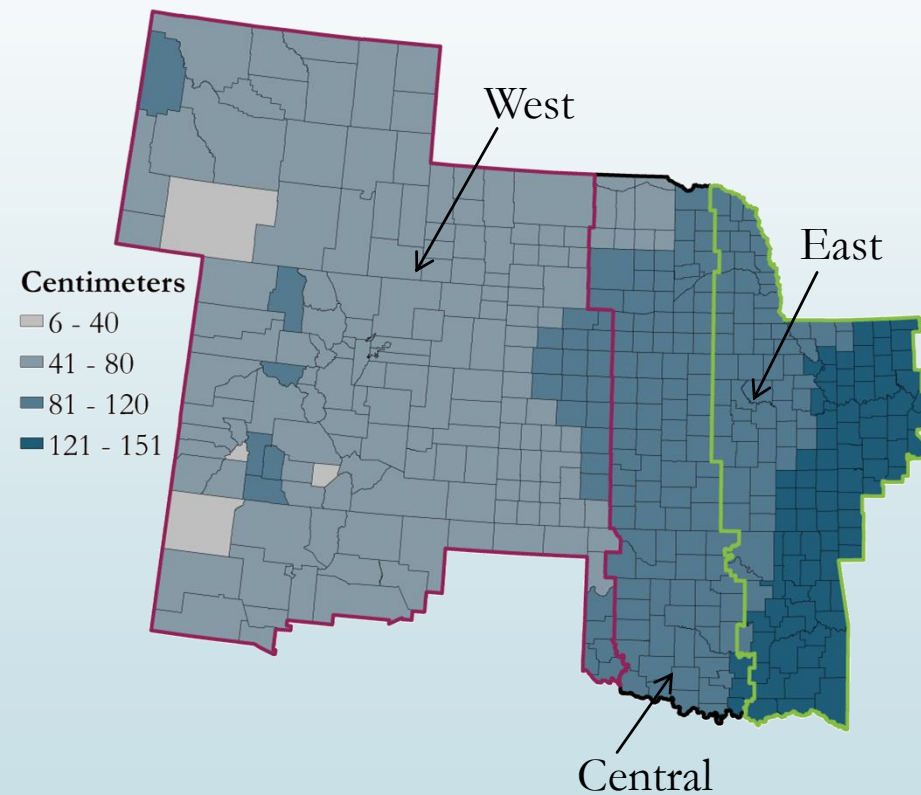 West
East
Centimeters
6 - 40
41 - 80
81 - 120
121 - 151
Central